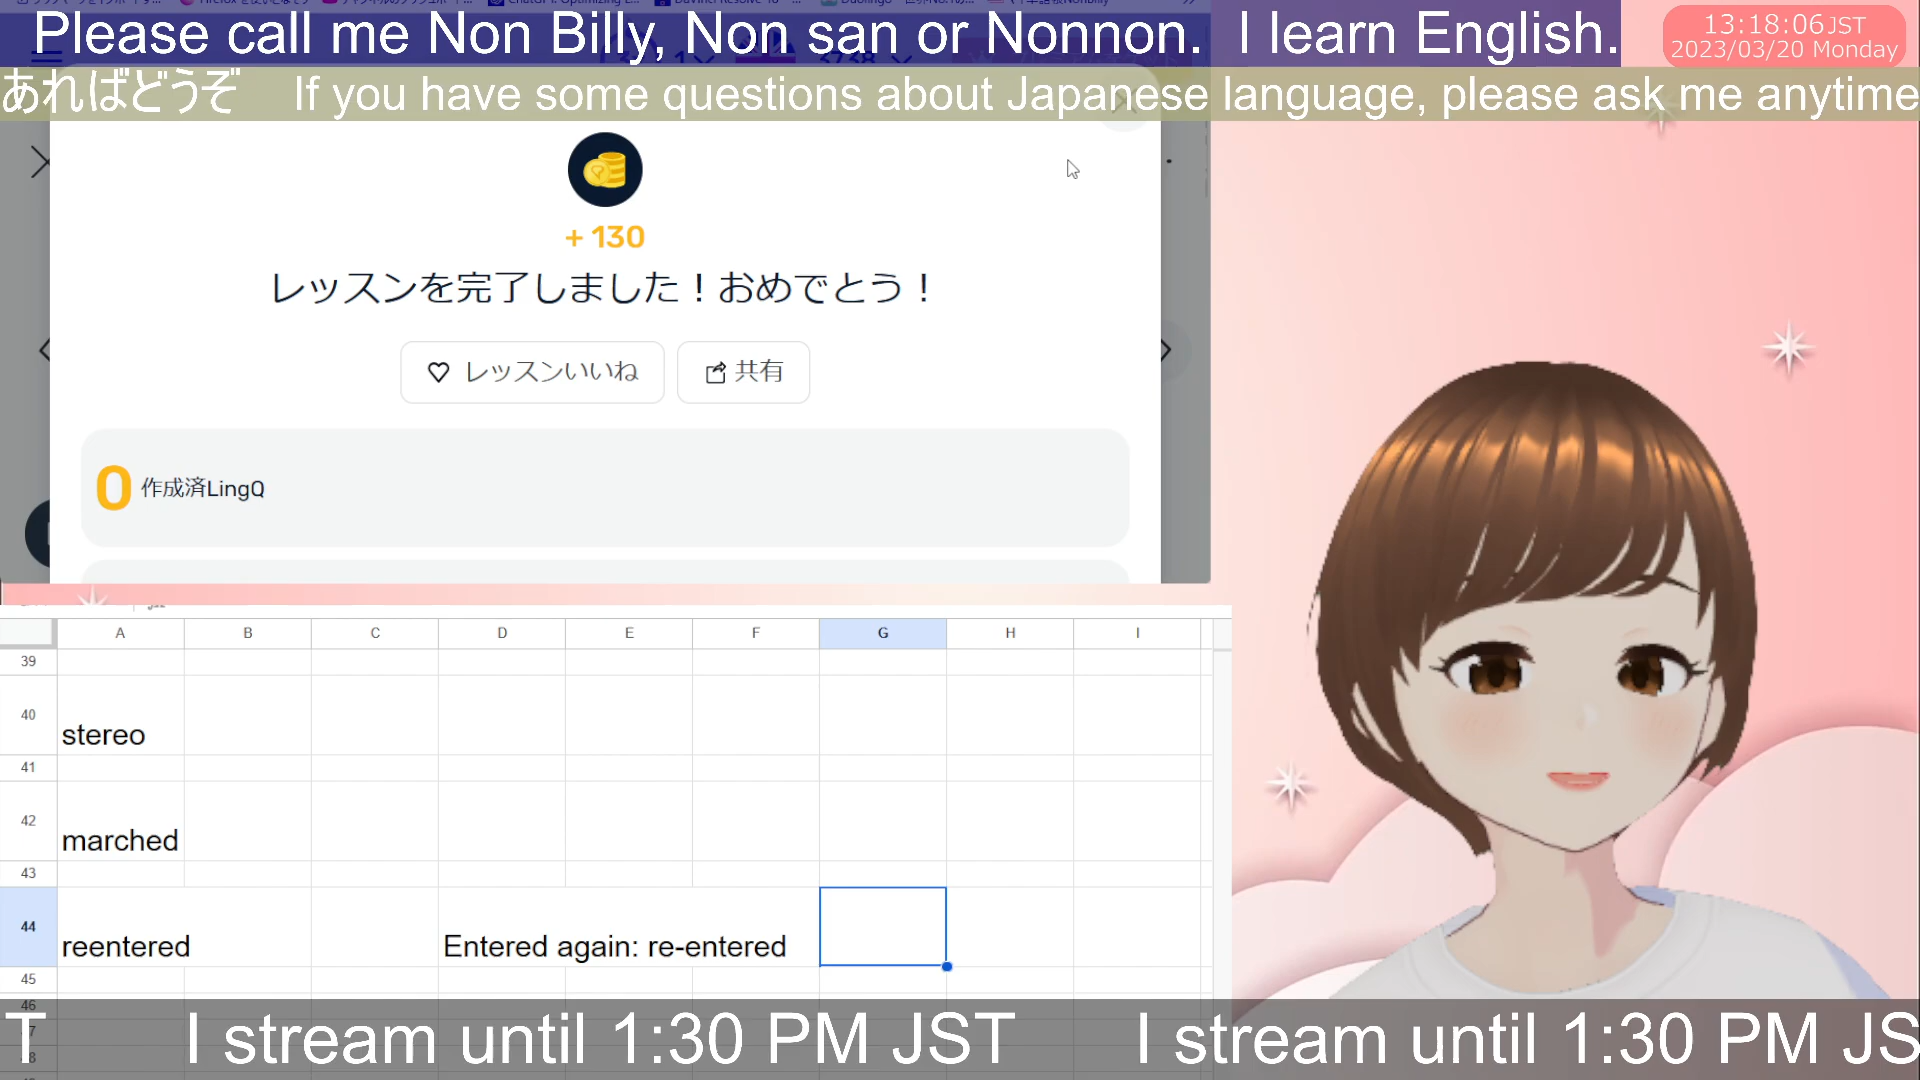 Please call me Non Billy, Non san or Nonnon. I learn English.
13:18:06JST
2023/03/20 Monday
あればどうぞ If you have some questions about Japanese language, please ask me anytime
+ 130
レッスンを完了しました！おめでとう！
レッスンいいね
共有
0 作成済LingQ
A B C D E F G H I
39
40 stereo
41
42 marched
43
44 reentered Entered again: re-entered
45
46
T I stream until 1:30 PM JST I stream until 1:30 PM JS